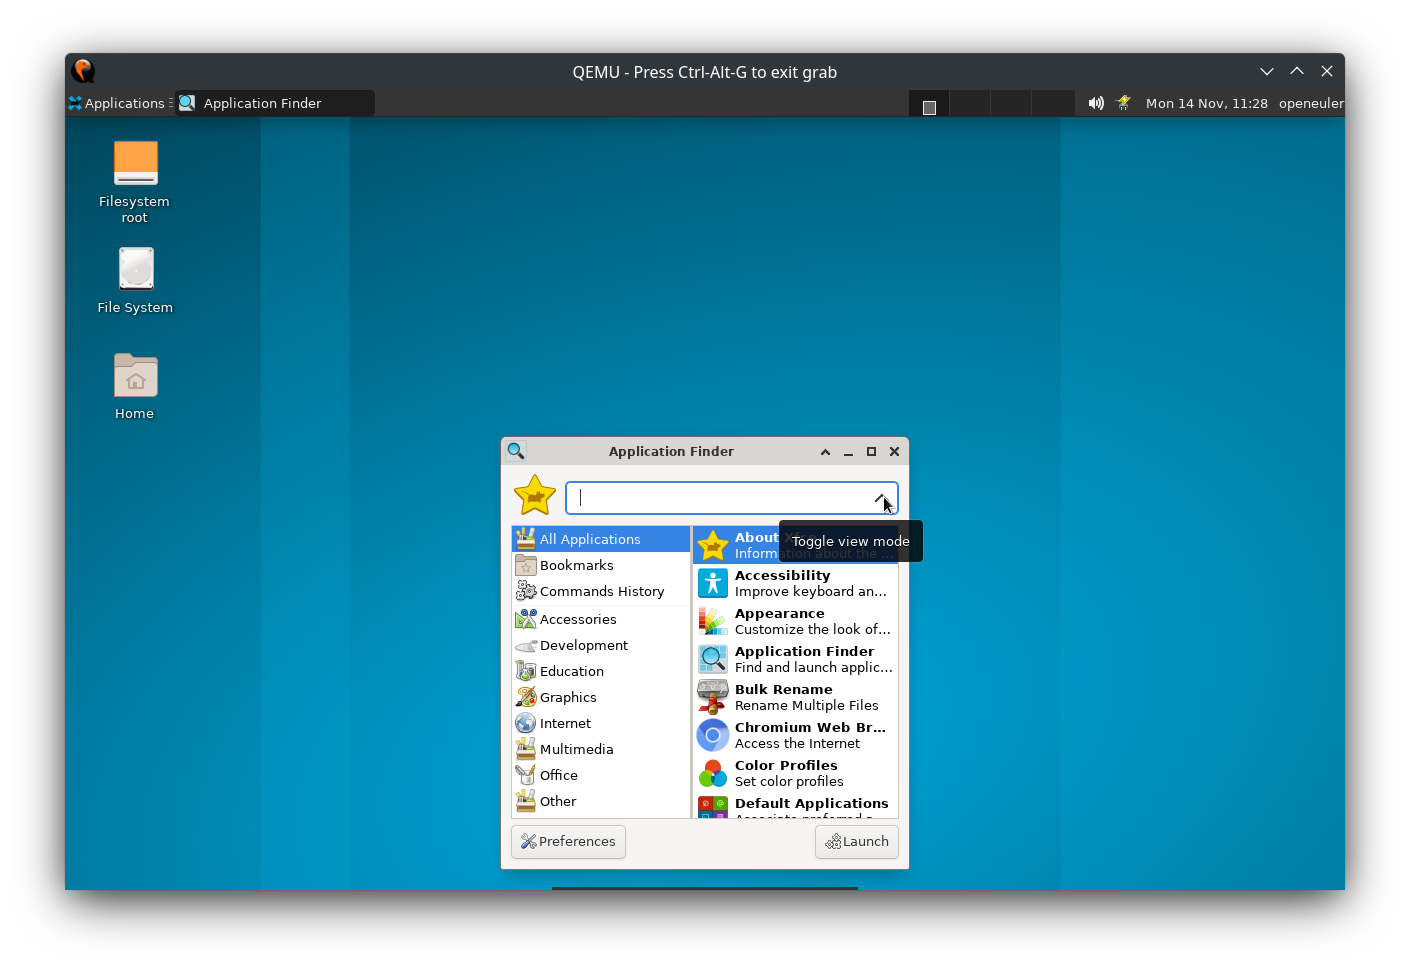 QEMU - Press Ctrl-Alt-G to exit grab
Applications
Application Finder
Mon 14 Nov, 11:28
openeuler
Filesystem
root
File System
Home
Application Finder
Toggle view mode
All Applications
Bookmarks
Commands History
Accessories
Development
Education
Graphics
Internet
Multimedia
Office
Other
About
Information about the ...
Accessibility
Improve keyboard an...
Appearance
Customize the look of...
Application Finder
Find and launch applic...
Bulk Rename
Rename Multiple Files
Chromium Web Br...
Access the Internet
Color Profiles
Set color profiles
Default Applications
Preferences
Launch